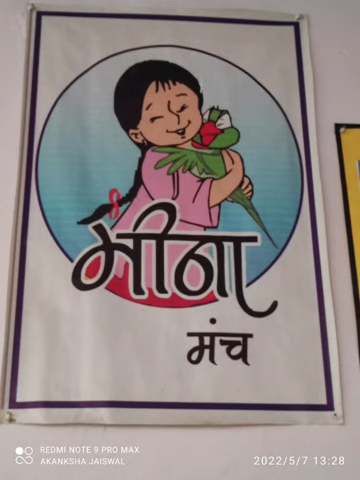 मीना
मंच
REDMI NOTE 9 PRO MAX
AKANKSHA JAISWAL
2022/5/7 13:28